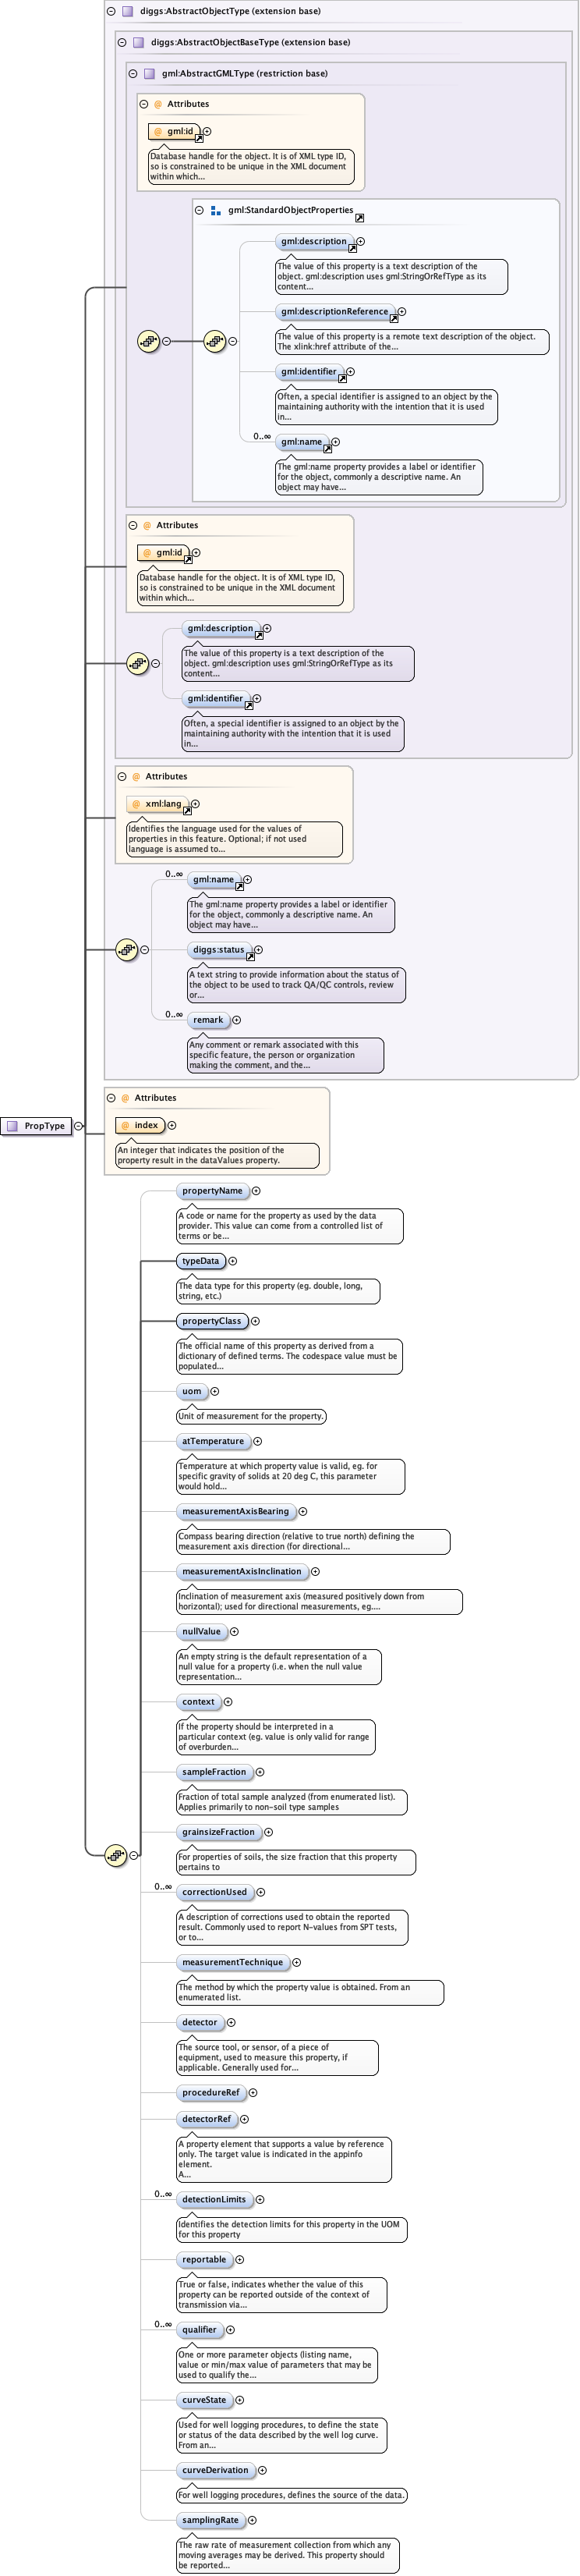 diggs:AbstractObjectType (extension base)
diggs:AbstractObjectBaseType (extension base)
gml:AbstractGMLType (restriction base)
@ Attributes
@ gml:id
Database handle for the object. It is of XML type ID,
so is constrained to be unique in the XML document
within which...
gml:StandardObjectProperties
gml:description
The value of this property is a text description of the
object. gml:description uses gml:StringOrRefType as its
content...
gml:descriptionReference
The value of this property is a remote text description of the object.
The xlink:href attribute of the...
gml:identifier
Often, a special identifier is assigned to an object by the
maintaining authority with the intention that it is used
in...
0..∞
gml:name
The gml:name property provides a label or identifier
for the object, commonly a descriptive name. An
object may have...
@ Attributes
@ gml:id
Database handle for the object. It is of XML type ID,
so is constrained to be unique in the XML document
within which...
gml:description
The value of this property is a text description of the
object. gml:description uses gml:StringOrRefType as its
content...
gml:identifier
Often, a special identifier is assigned to an object by the
maintaining authority with the intention that it is used
in...
@ Attributes
@ xml:lang
Identifies the language used for the values of
properties in this feature. Optional; if not used
language is assumed to...
0..∞
gml:name
The gml:name property provides a label or identifier
for the object, commonly a descriptive name. An
object may have...
diggs:status
A text string to provide information about the status of
the object to be used to track QA/QC controls, review
or...
0..∞
remark
Any comment or remark associated with this
specific feature, the person or organization
making the comment, and the...
@ Attributes
PropType
@ index
An integer that indicates the position of the
property result in the dataValues property.
propertyName
A code or name for the property as used by the data
provider. This value can come from a controlled list of
terms or be...
typeData
The data type for this property (eg. double, long,
string, etc.)
propertyClass
The official name of this property as derived from a
dictionary of defined terms. The codespace value must be
populated...
uom
Unit of measurement for the property.
atTemperature
Temperature at which property value is valid, eg. for
specific gravity of solids at 20 deg C, this parameter
would hold...
measurementAxisBearing
Compass bearing direction (relative to true north) defining the
measurement axis direction (for directional...
measurementAxisInclination
Inclination of measurement axis (measured positively down from
horizontal); used for directional measurements, eg....
nullValue
An empty string is the default representation of a
null value for a property (i.e. when the null value
representation...
context
If the property should be interpreted in a
particular context (eg. value is only valid for range
of overburden...
sampleFraction
Fraction of total sample analyzed (from enumerated list).
Applies primarily to non-soil type samples
grainsizeFraction
For properties of soils, the size fraction that this property
pertains to
0..∞
correctionUsed
A description of corrections used to obtain the reported
result. Commonly used to report N-values from SPT tests,
or to...
measurementTechnique
The method by which the property value is obtained. From an
enumerated list.
detector
The source tool, or sensor, of a piece of
equipment, used to measure this property, if
applicable. Generally used for...
procedureRef
detectorRef
A property element that supports a value by reference
only. The target value is indicated in the appinfo
element.
A...
0..∞
detectionLimits
Identifies the detection limits for this property in the UOM
for this property
reportable
True or false, indicates whether the value of this
property can be reported outside of the context of
transmission via...
0..∞
qualifier
One or more parameter objects (listing name,
value or min/max value of parameters that may be
used to qualify the...
curveState
Used for well logging procedures, to define the state
or status of the data described by the well log curve.
From an...
curveDerivation
For well logging procedures, defines the source of the data.
samplingRate
The raw rate of measurement collection from which any
moving averages may be derived. This property should
be reported...